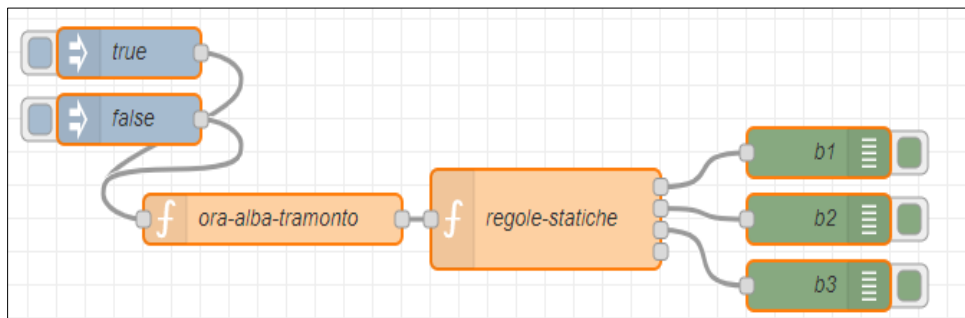 true
false
ora-alba-tramonto
regole-statiche
b1
b2
b3